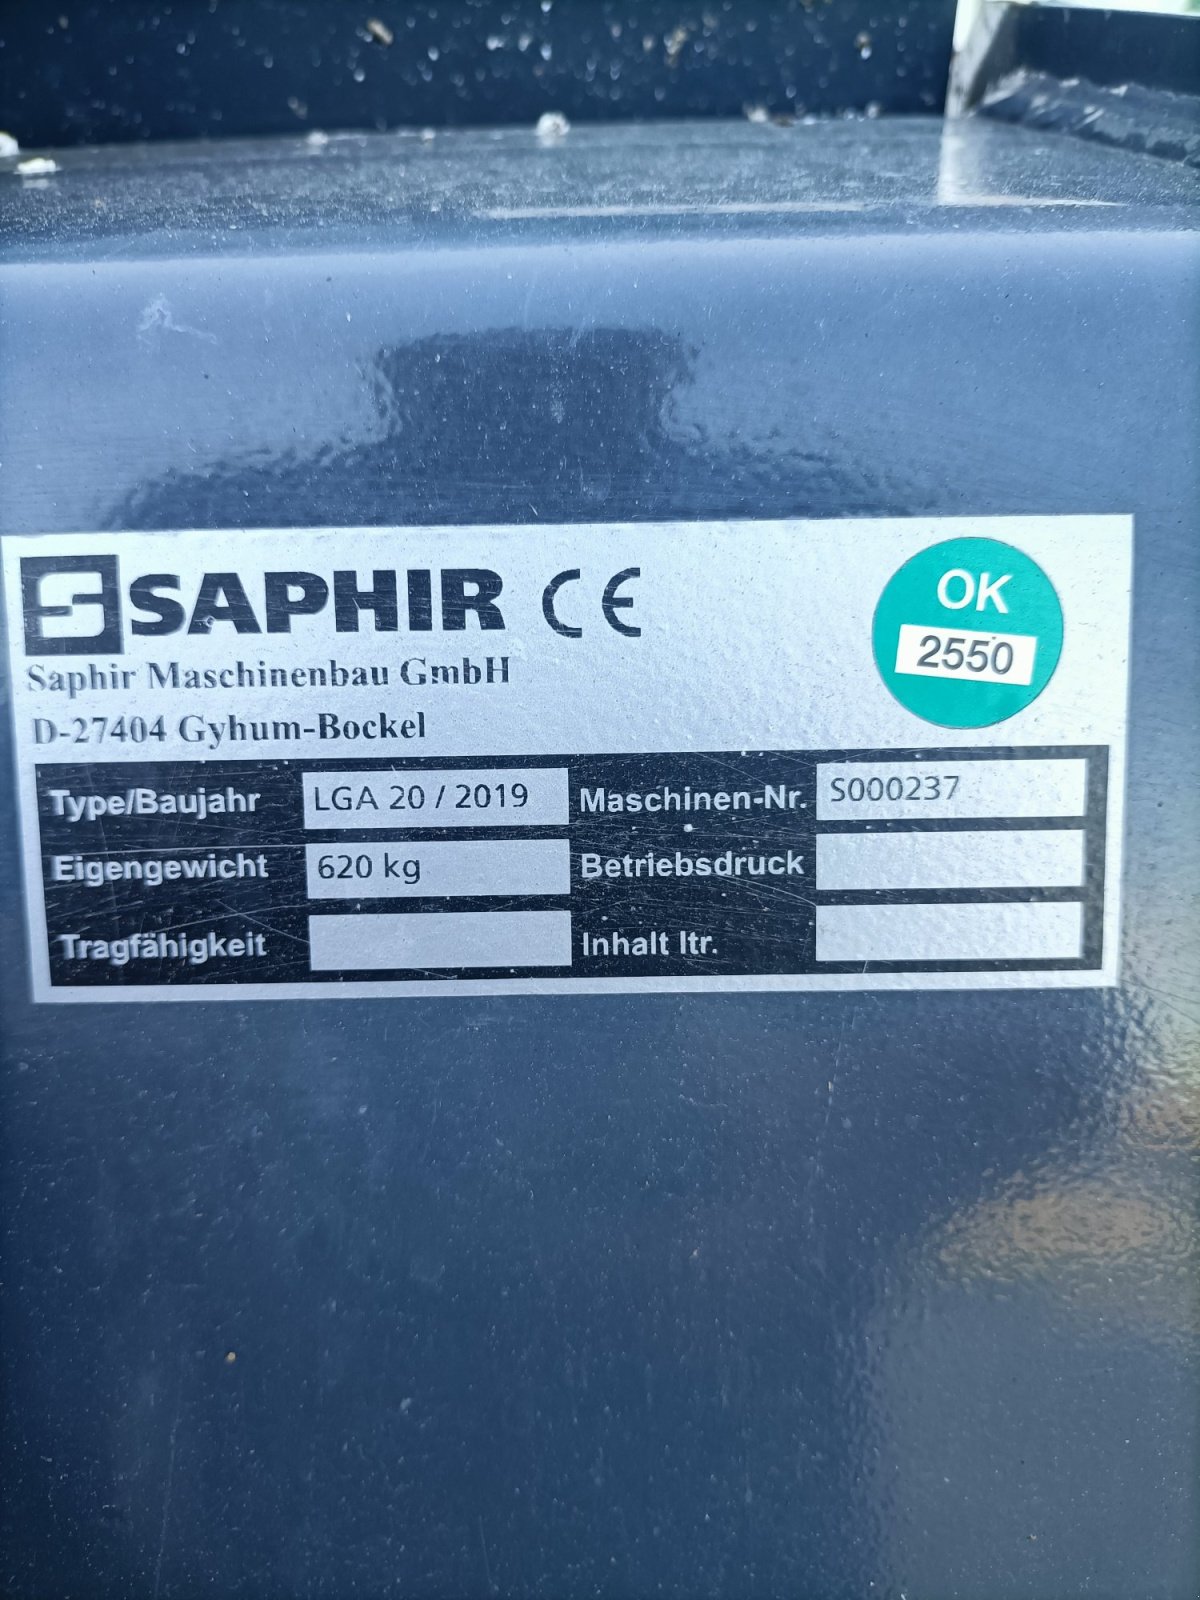 SAPHIR CE
Saphir Maschinenbau GmbH
D-27404 Gyhum-Bockel
OK
2550
Type/Baujahr LGA 20 / 2019 Maschinen-Nr. S000237
Eigengewicht 620 kg Betriebsdruck
Tragfähigkeit Inhalt ltr.